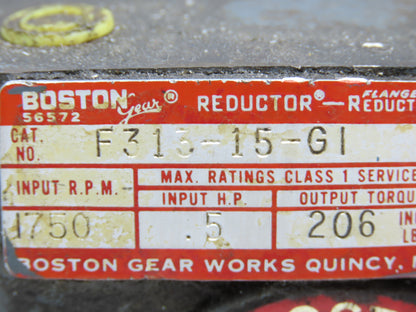 BOSTON Gear® REDUCTOR®—FLANGE
56572 REDUCT
CAT. NO. F313-15-GI
MAX. RATINGS CLASS 1 SERVICE
INPUT R.P.M. INPUT H.P. OUTPUT TORQU
1750 .5 206 IN LB
BOSTON GEAR WORKS QUINCY,